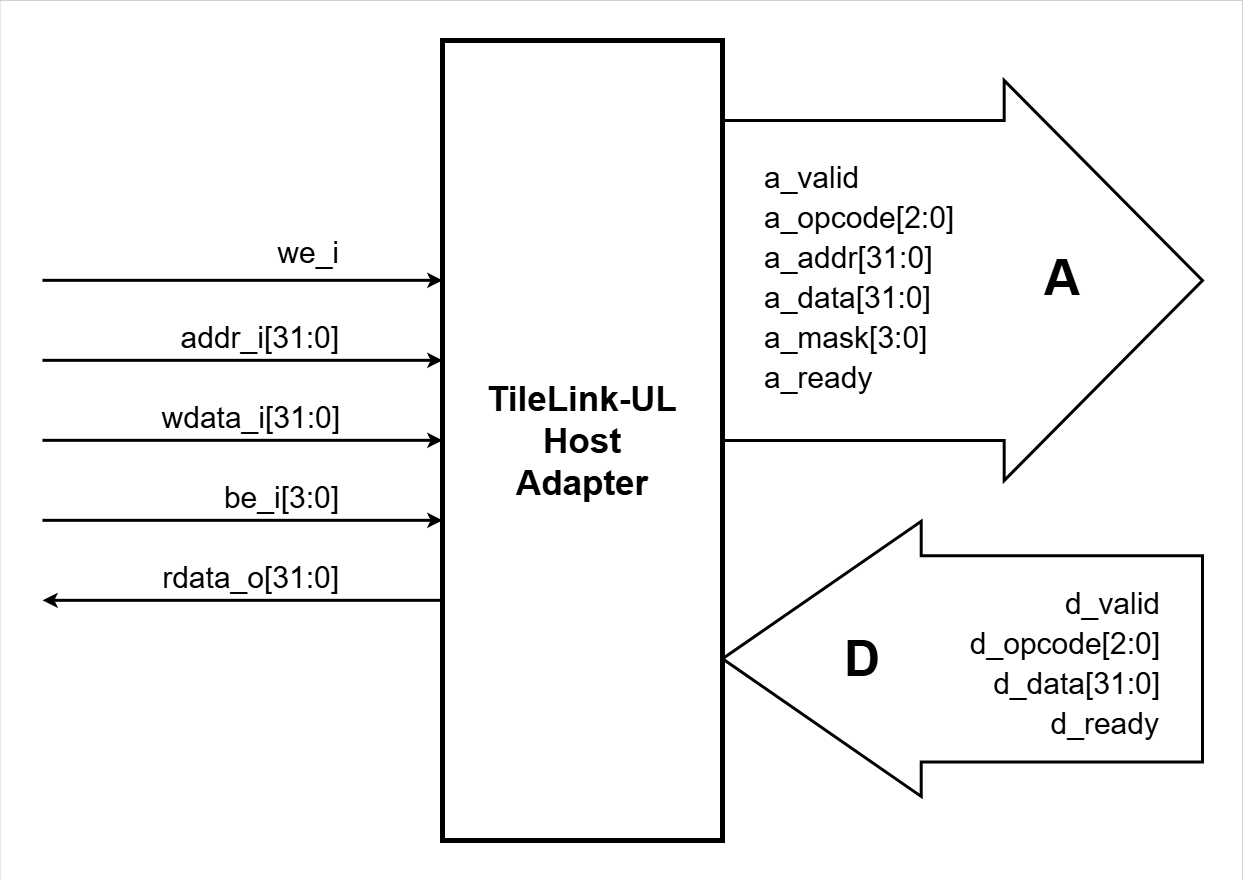 we_i
addr_i[31:0]
wdata_i[31:0]
be_i[3:0]
rdata_o[31:0]
TileLink-UL
Host
Adapter
a_valid
a_opcode[2:0]
a_addr[31:0]
a_data[31:0]
a_mask[3:0]
a_ready
A
D
d_valid
d_opcode[2:0]
d_data[31:0]
d_ready